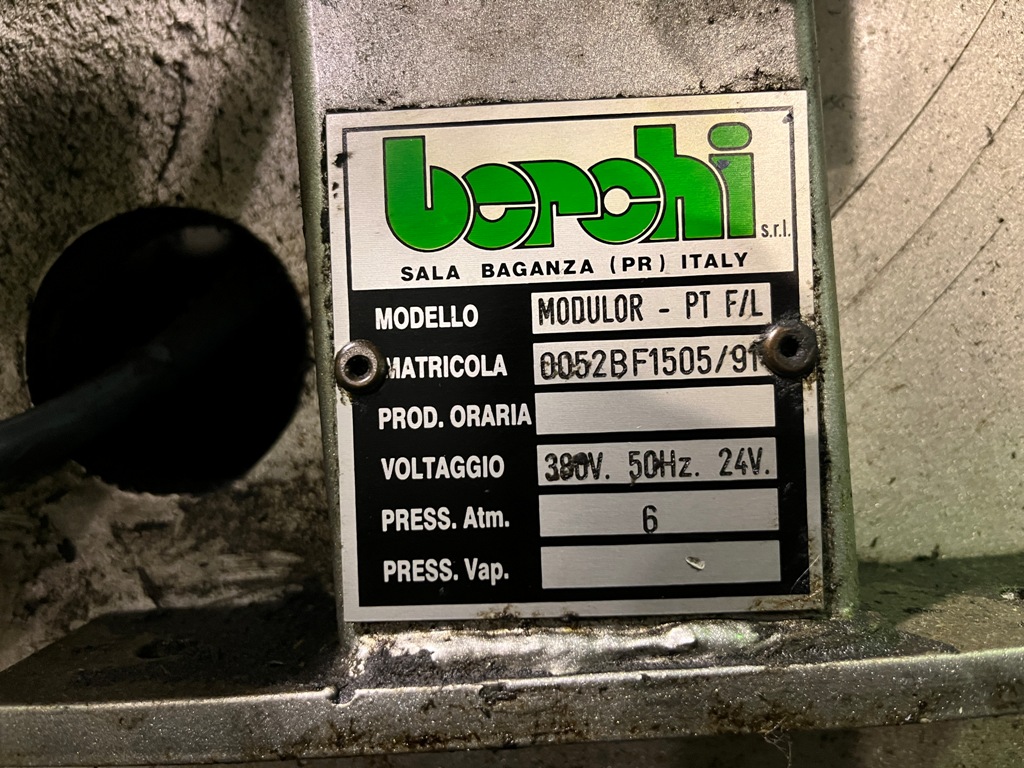 berchi s.r.l.
SALA BAGANZA (PR) ITALY
MODELLO MODULOR - PT F/L
MATRICOLA 0052BF1505/91
PROD. ORARIA
VOLTAGGIO 380V. 50Hz. 24V.
PRESS. Atm. 6
PRESS. Vap.